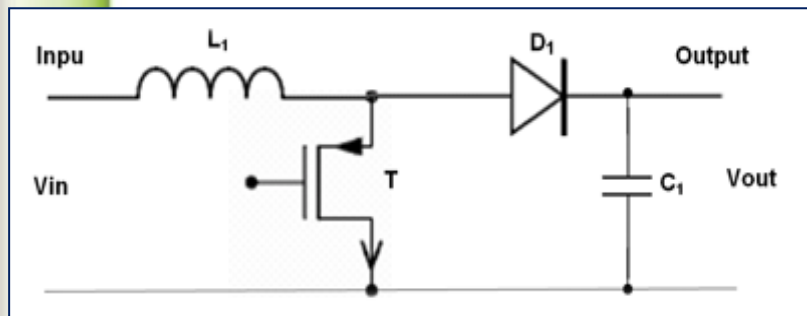 Inpu
L₁
D₁
Output
Vin
T
C₁
Vout